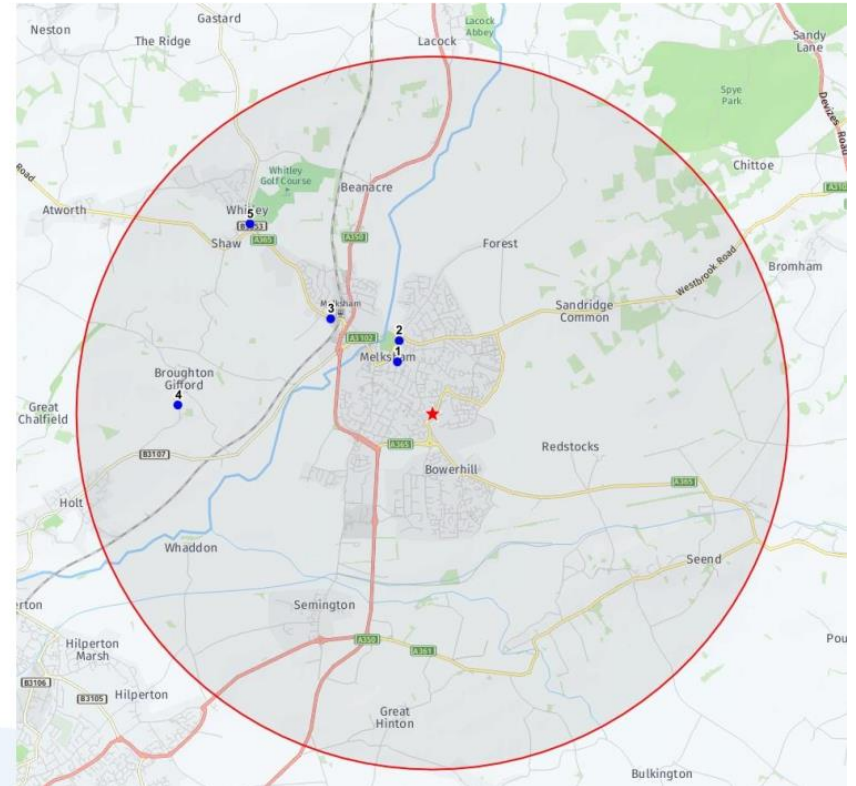 Neston
Gastard
The Ridge
Lacock
Abbey
Lacock
Sandy
Lane
Spye
Park
Devizes Road
Road
Whitley
Golf Course
Beanacre
Chittoe
Atworth
5
Whitley
Shaw
A365
A350
Forest
Westbrook Road
Bromham
3
Melksham
2
A3102
Sandridge
Common
Melksham
1
Broughton
Gifford
4
Great
Chalfield
B3107
A365
Bowerhill
Redstocks
A365
Holt
Whaddon
Seend
Semington
erton
Hilperton
Marsh
A350
A361
Pou
B3106
B3105
Hilperton
Great
Hinton
Bulkington